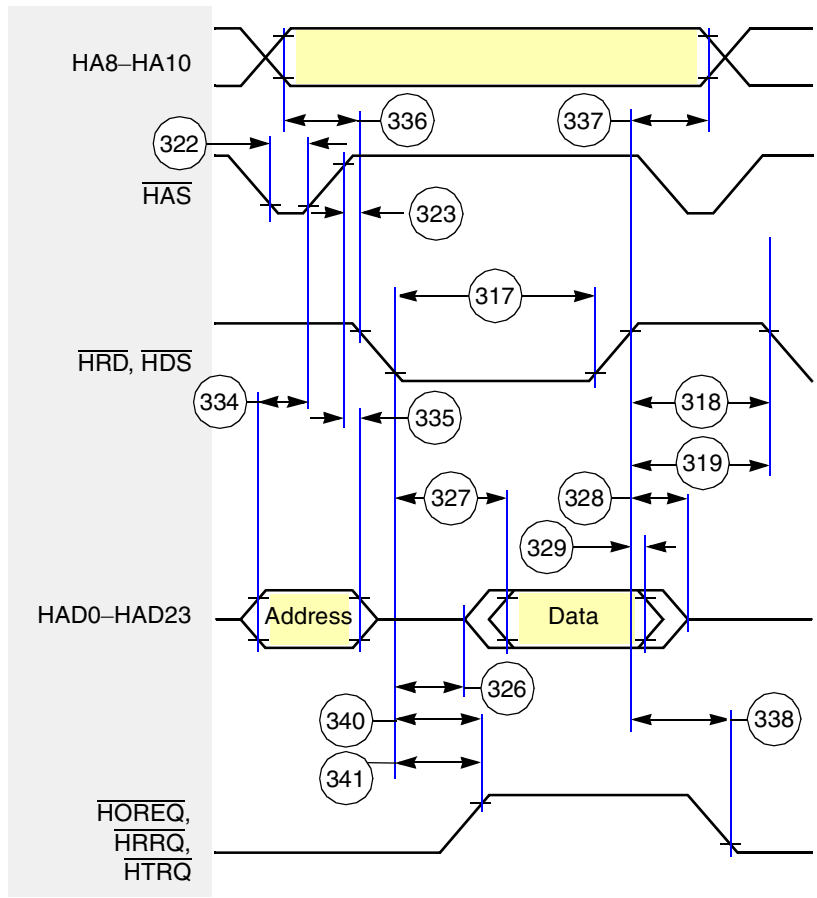 HA8–HA10
336
337
322
HAS
323
317
HRD, HDS
334
335
318
319
327
328
329
HAD0–HAD23
Address
Data
326
340
338
341
HOREQ,
HRRQ,
HTRQ